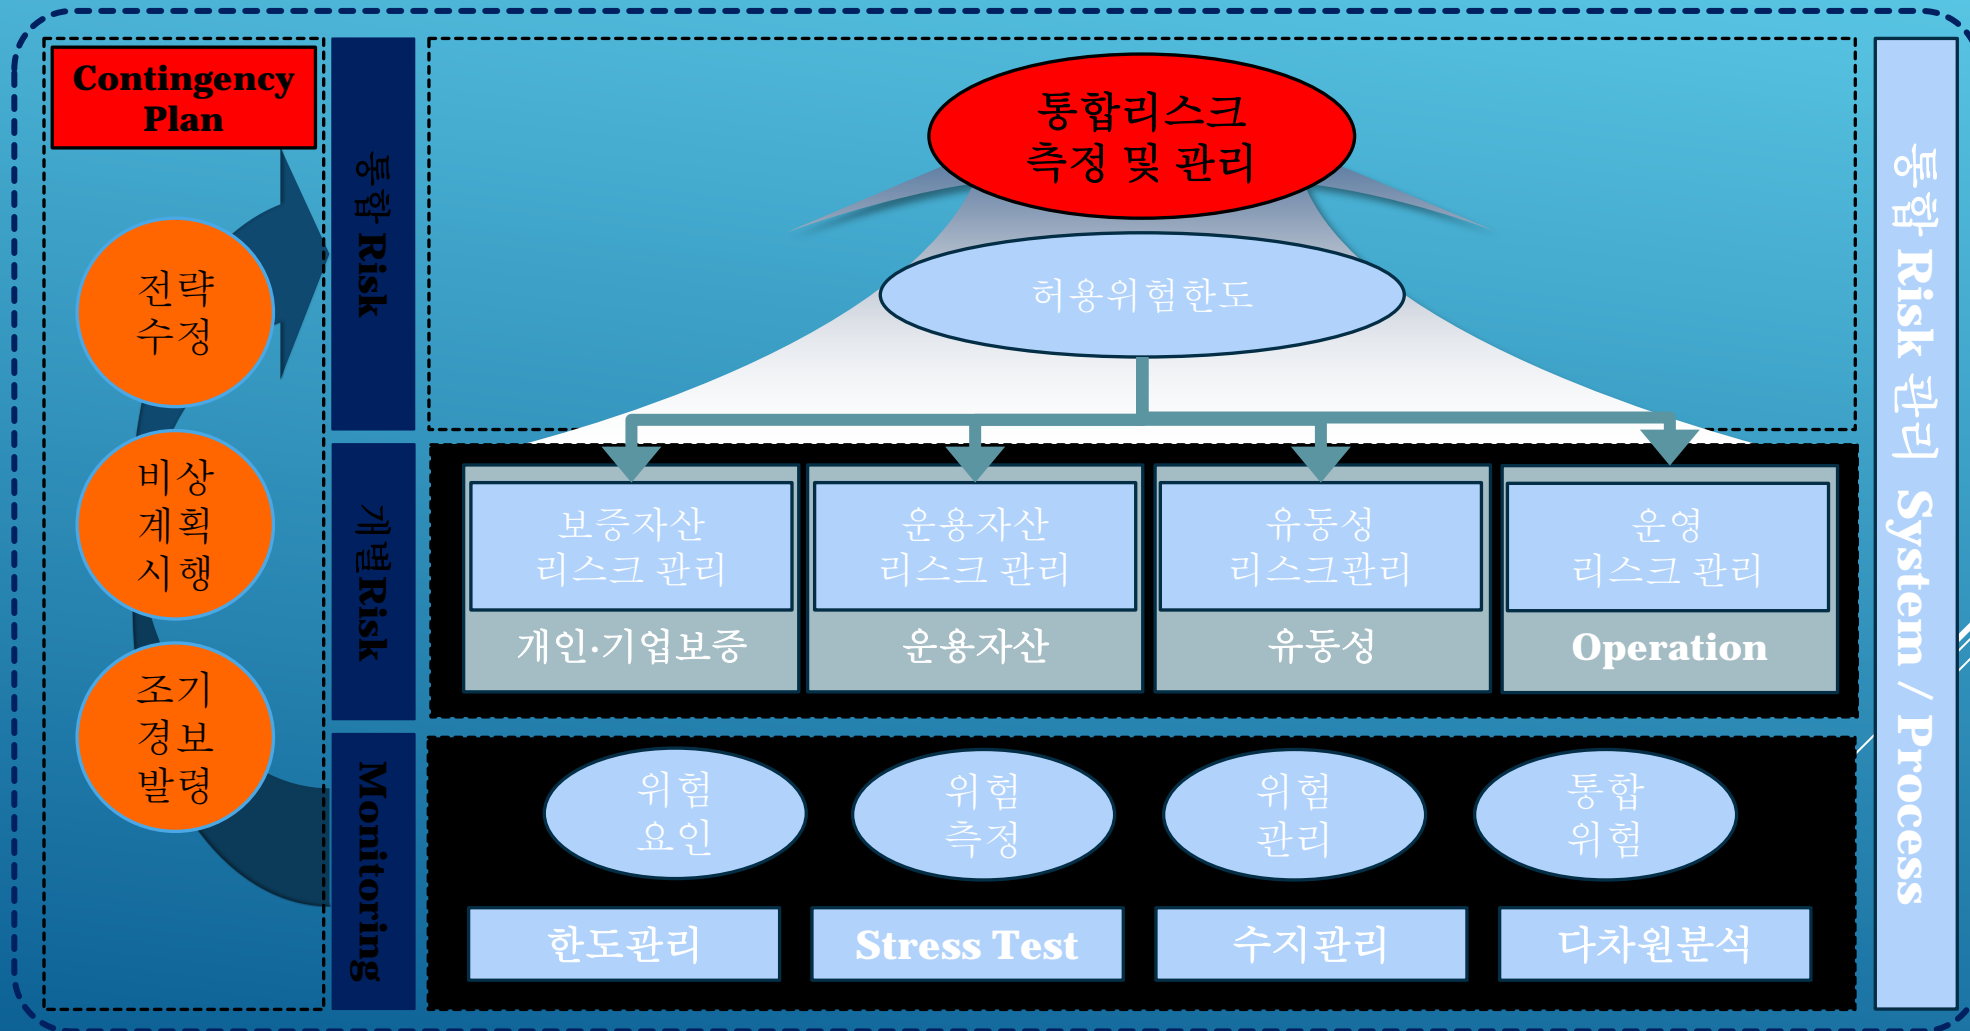 Contingency
Plan
전략
수정
비상
계획
시행
조기
경보
발령
통합 Risk
통합리스크
측정 및 관리
허용위험한도
개별Risk
보증자산
리스크 관리
개인·기업보증
운용자산
리스크 관리
운용자산
유동성
리스크관리
유동성
운영
리스크 관리
Operation
Monitoring
위험
요인
위험
측정
위험
관리
통합
위험
한도관리
Stress Test
수지관리
다차원분석
통합 Risk 관리 System / Process